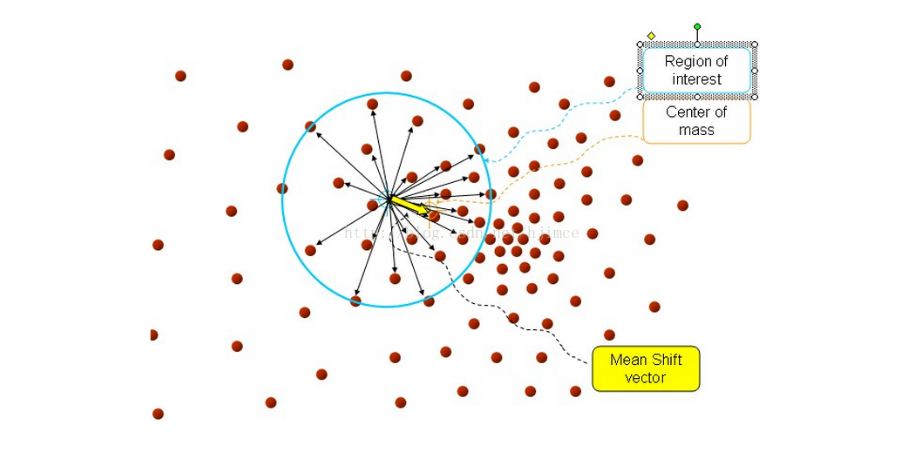 Region of
interest
Center of
mass
Mean Shift
vector